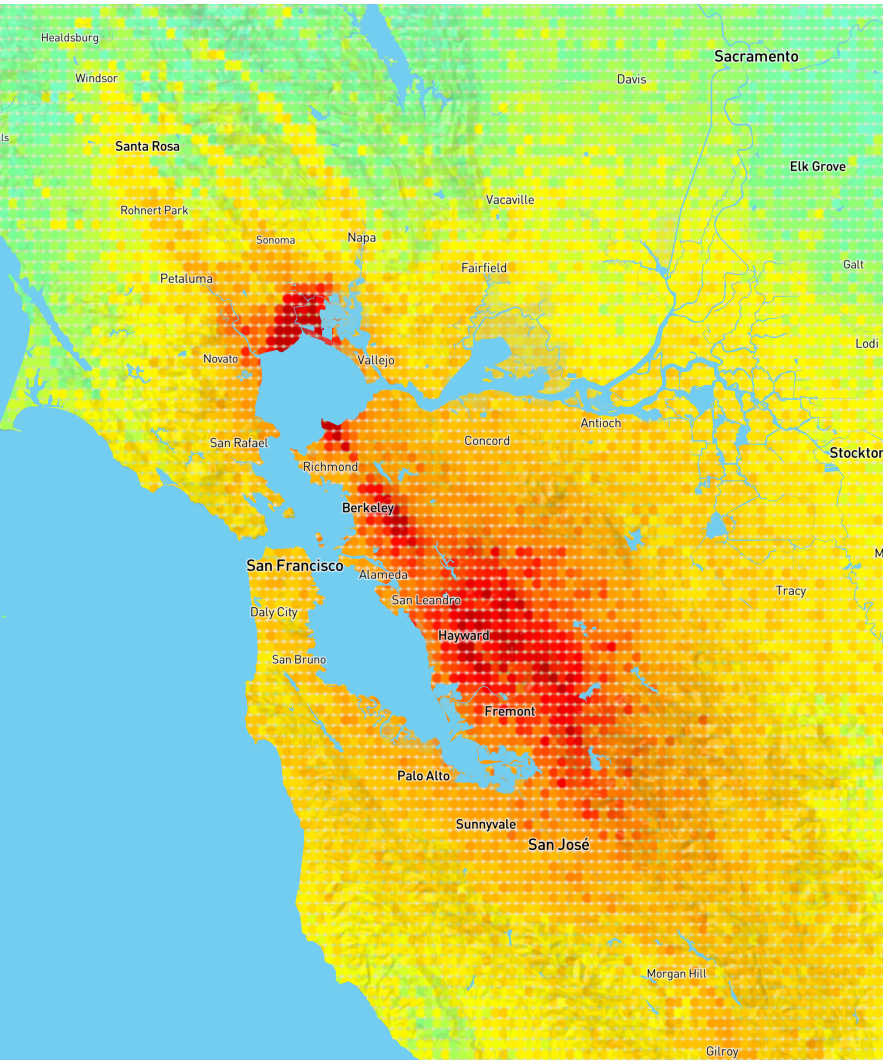 Healdsburg
Sacramento
Windsor
Davis
ls
Santa Rosa
Elk Grove
Vacaville
Rohnert Park
Sonoma
Napa
Galt
Fairfield
Petaluma
Lodi
Novato
Vallejo
Antioch
Concord
San Rafael
Stockton
Richmond
Berkeley
M
San Francisco
Alameda
Tracy
San Leandro
Daly City
Hayward
San Bruno
Fremont
Palo Alto
Sunnyvale
San José
Morgan Hill
Gilroy